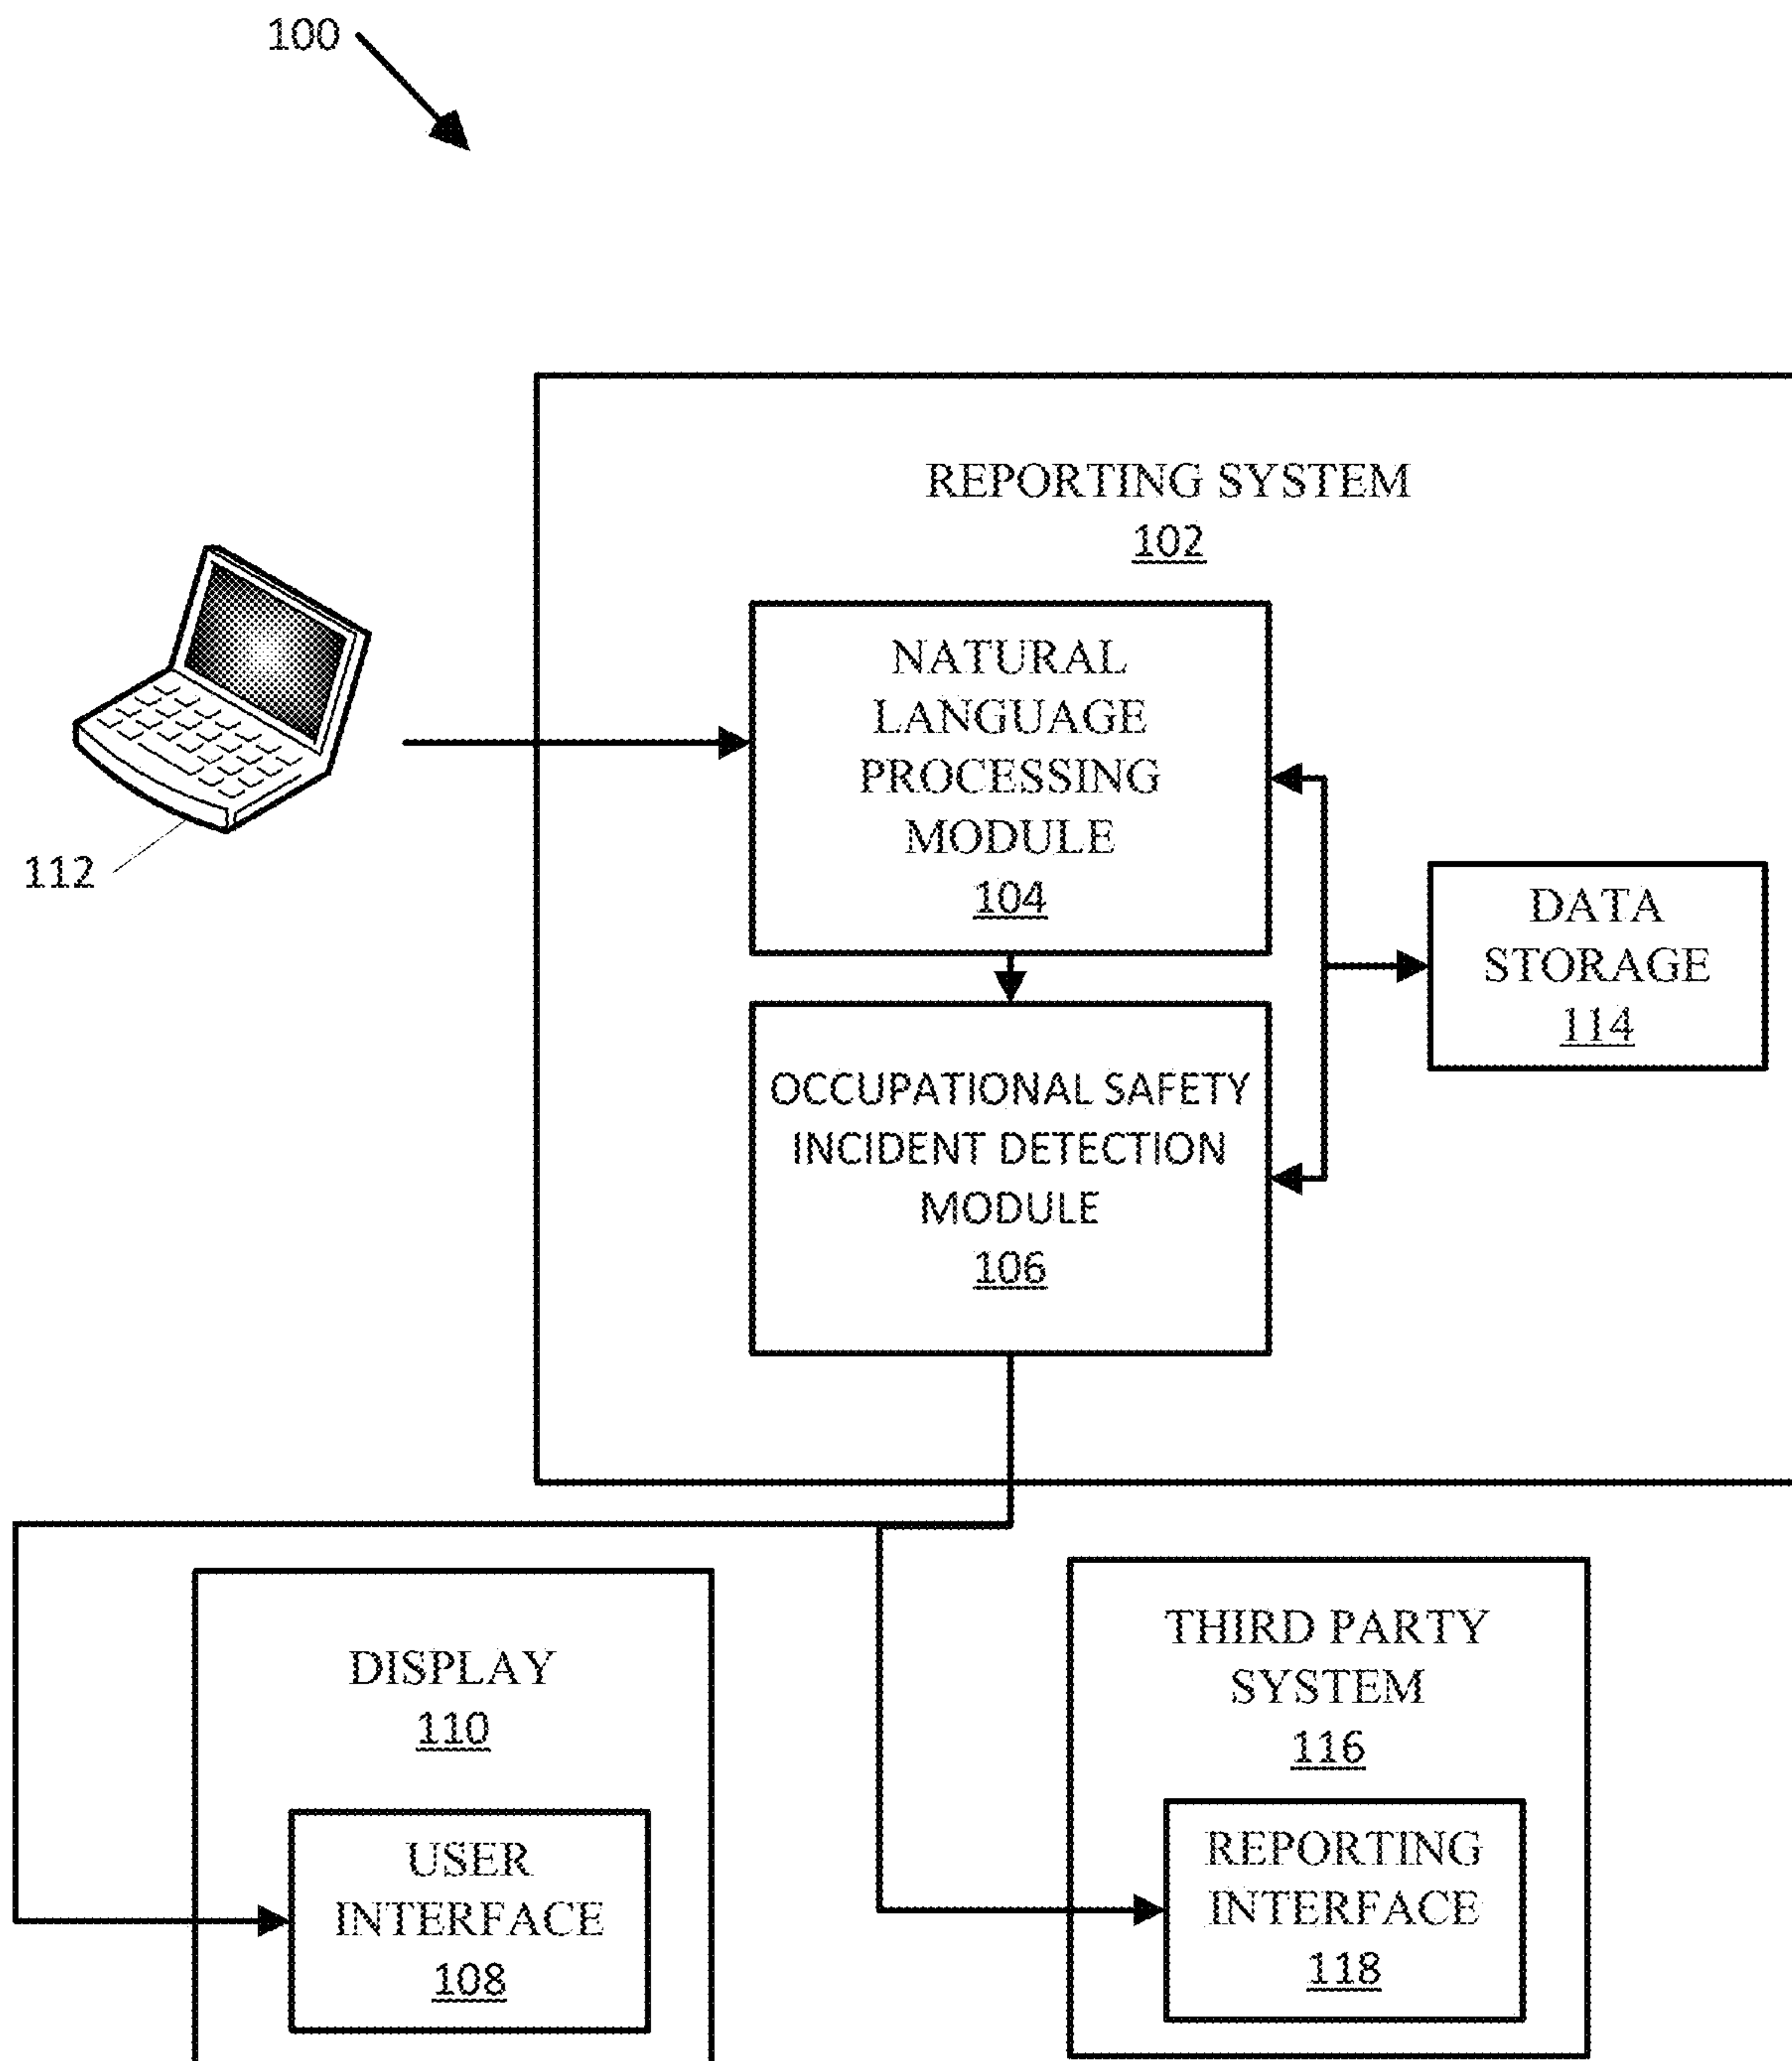 100
REPORTING SYSTEM
102
NATURAL
LANGUAGE
PROCESSING
MODULE
104
112
DATA
STORAGE
114
OCCUPATIONAL SAFETY
INCIDENT DETECTION
MODULE
106
DISPLAY
110
USER
INTERFACE
108
THIRD PARTY
SYSTEM
116
REPORTING
INTERFACE
118